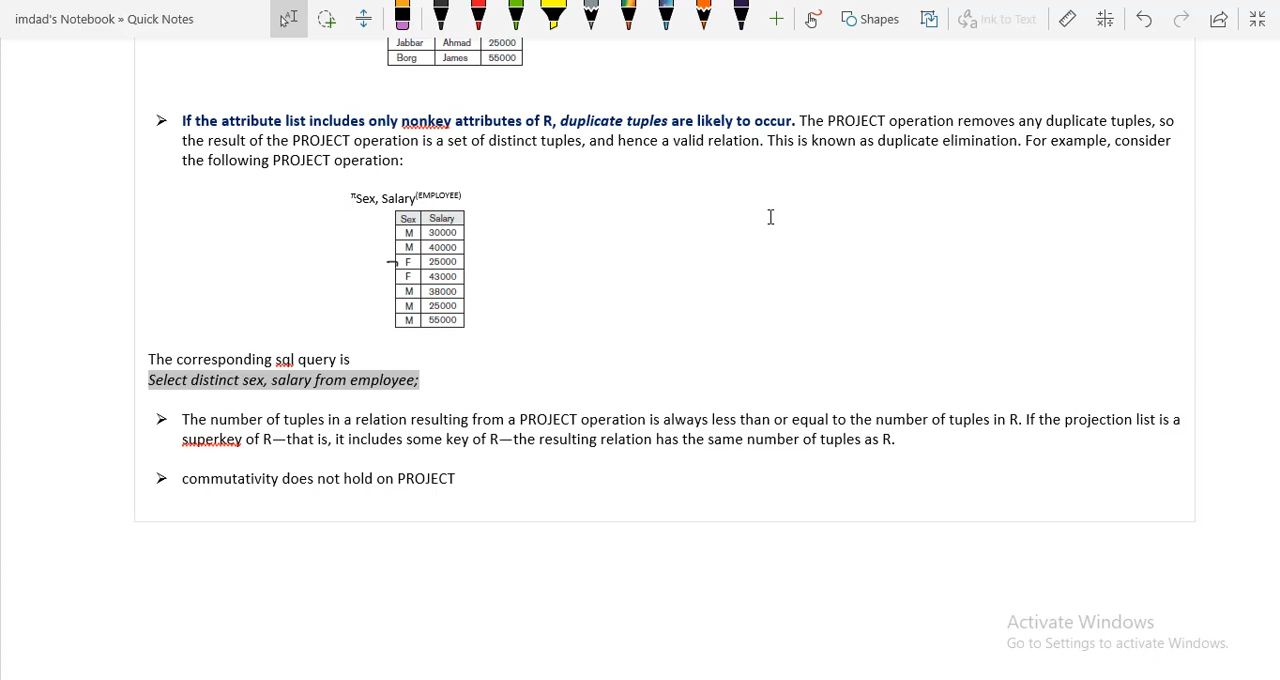 imdad's Notebook » Quick Notes
Shapes
Ink to Text
Jabbar Ahmad 25000
Borg James 55000
If the attribute list includes only nonkey attributes of R, duplicate tuples are likely to occur. The PROJECT operation removes any duplicate tuples, so
the result of the PROJECT operation is a set of distinct tuples, and hence a valid relation. This is known as duplicate elimination. For example, consider
the following PROJECT operation:
πSex, Salary(EMPLOYEE)
Sex Salary
M 30000
M 40000
F 25000
F 43000
M 38000
M 25000
M 55000
The corresponding sql query is
Select distinct sex, salary from employee;
The number of tuples in a relation resulting from a PROJECT operation is always less than or equal to the number of tuples in R. If the projection list is a
superkey of R—that is, it includes some key of R—the resulting relation has the same number of tuples as R.
commutativity does not hold on PROJECT
Activate Windows
Go to Settings to activate Windows.